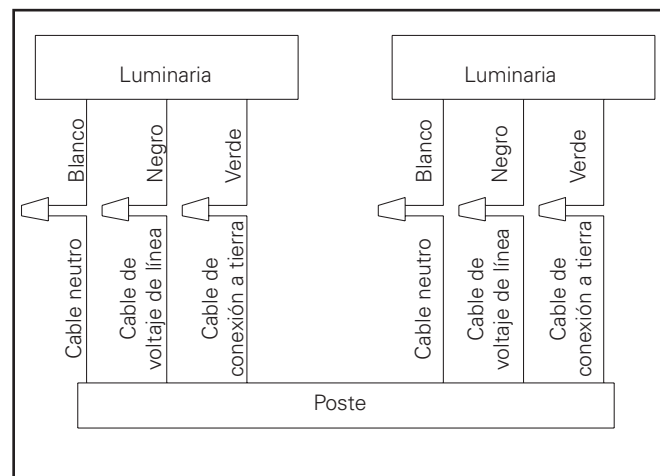 Luminaria
Luminaria
Blanco
Negro
Verde
Blanco
Negro
Verde
Cable neutro
Cable de
voltaje de línea
Cable de
conexión a tierra
Cable neutro
Cable de
voltaje de línea
Cable de
conexión a tierra
Poste